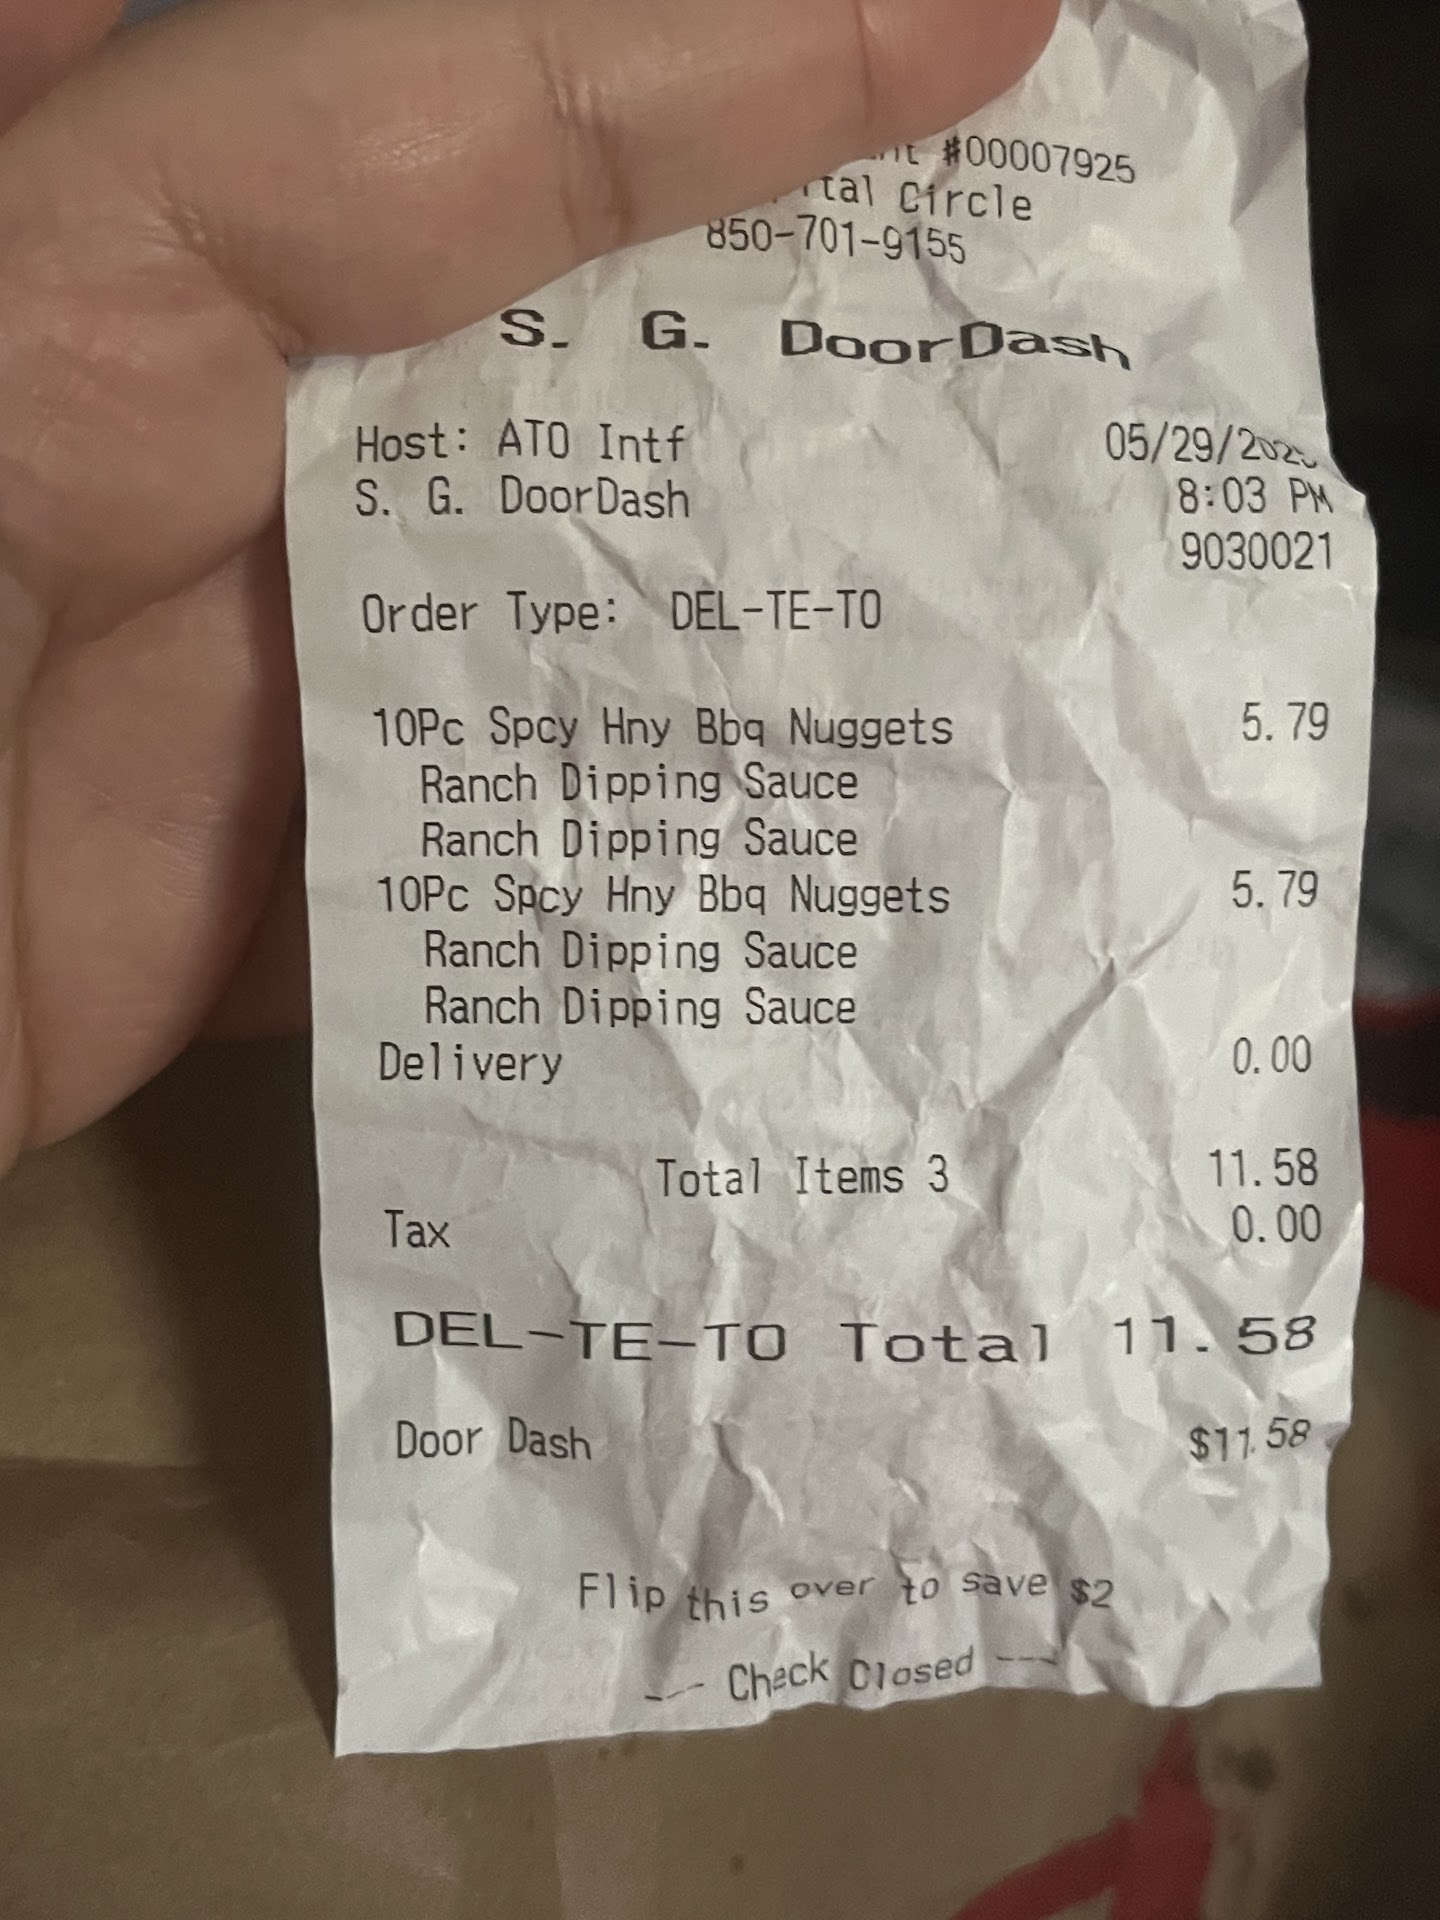 #00007925
Circle
850-701-9155
S. G. DoorDash
Host: ATO Intf
S. G. DoorDash
05/29/202
8:03 PM
9030021
Order Type: DEL-TE-TO
10Pc Spcy Hny Bbq Nuggets 5.79
Ranch Dipping Sauce
Ranch Dipping Sauce
10Pc Spcy Hny Bbq Nuggets 5.79
Ranch Dipping Sauce
Ranch Dipping Sauce
Delivery 0.00
Total Items 3 11.58
Tax 0.00
DEL-TE-TO Total 11.58
Door Dash $11.58
Flip this over to save $2
--- Check Closed ---